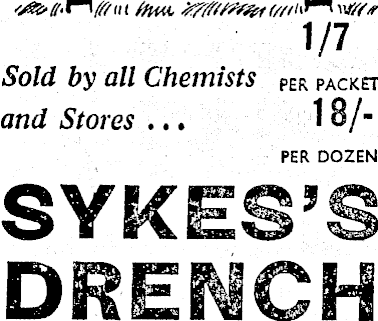 1/7
Sold by all Chemists PER PACKET
and Stores ... 18/-
PER DOZEN
SYKES'S
DRENCH